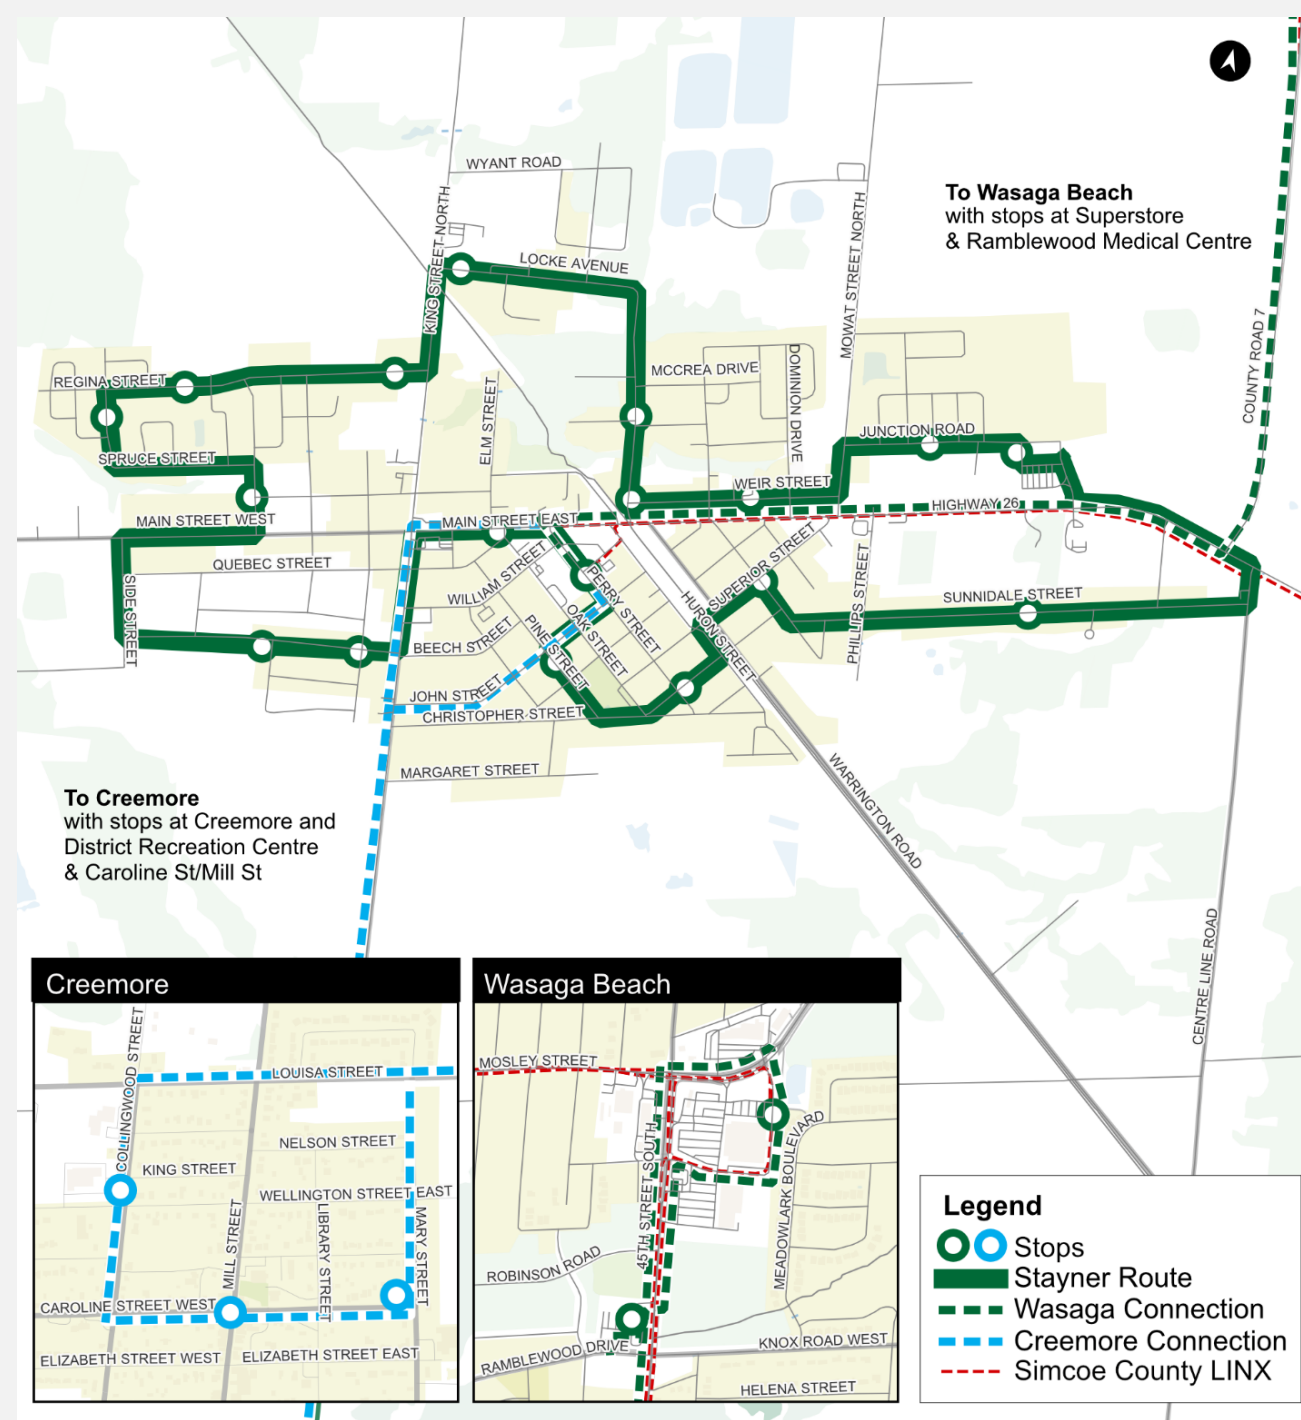 WYANT ROAD
To Wasaga Beach
with stops at Superstore
& Ramblewood Medical Centre
KING STREET NORTH
LOCKE AVENUE
MOWAT STREET NORTH
COUNTY ROAD 7
REGINA STREET
MCCREA DRIVE
DOMINION DRIVE
ELM STREET
JUNCTION ROAD
SPRUCE STREET
WEIR STREET
HIGHWAY 26
MAIN STREET WEST
MAIN STREET EAST
QUEBEC STREET
SIDE STREET
WILLIAM STREET
PERRY STREET
SUPERIOR STREET
PHILLIPS STREET
SUNNIDALE STREET
HURON STREET
OAK STREET
PINE STREET
BEECH STREET
JOHN STREET
CHRISTOPHER STREET
MARGARET STREET
WARRINGTON ROAD
CENTRE LINE ROAD
To Creemore
with stops at Creemore and
District Recreation Centre
& Caroline St/Mill St
Creemore
COLLINGWOOD STREET
LOUISA STREET
NELSON STREET
KING STREET
WELLINGTON STREET EAST
MILL STREET
LIBRARY STREET
MARY STREET
CAROLINE STREET WEST
ELIZABETH STREET WEST
ELIZABETH STREET EAST
Wasaga Beach
MOSLEY STREET
45TH STREET SOUTH
MEADOWLARK BOULEVARD
ROBINSON ROAD
RAMBLEWOOD DRIVE
KNOX ROAD WEST
HELENA STREET
Legend
Stops
Stayner Route
Wasaga Connection
Creemore Connection
Simcoe County LINX